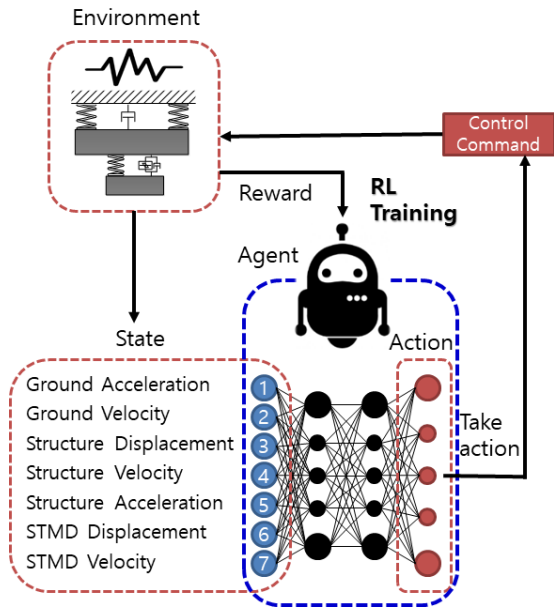 Environment
Control
Command
Reward
RL
Training
Agent
State
Action
Ground Acceleration
1
Ground Velocity
2
Structure Displacement
3
Structure Velocity
4
Structure Acceleration
5
STMD Displacement
6
STMD Velocity
7
Take
action